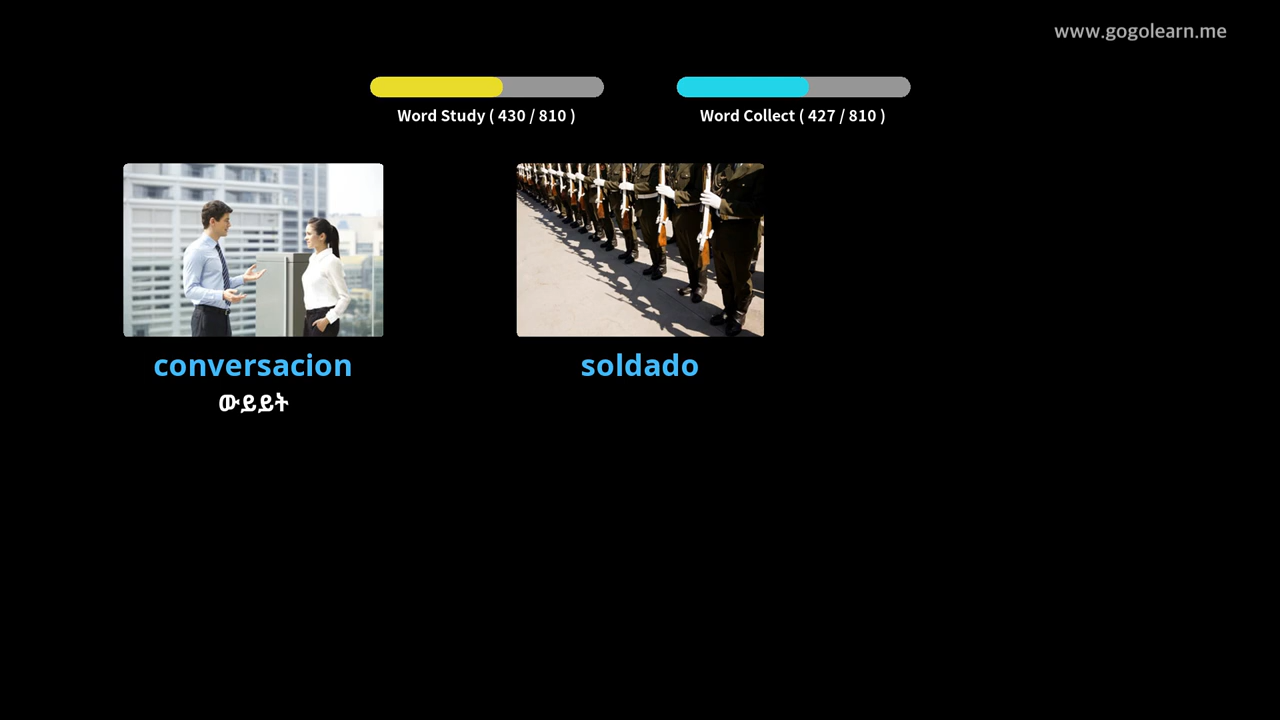 www.gogolearn.me
Word Study ( 430 / 810 )
Word Collect ( 427 / 810 )
conversacion
ውይይት
soldado